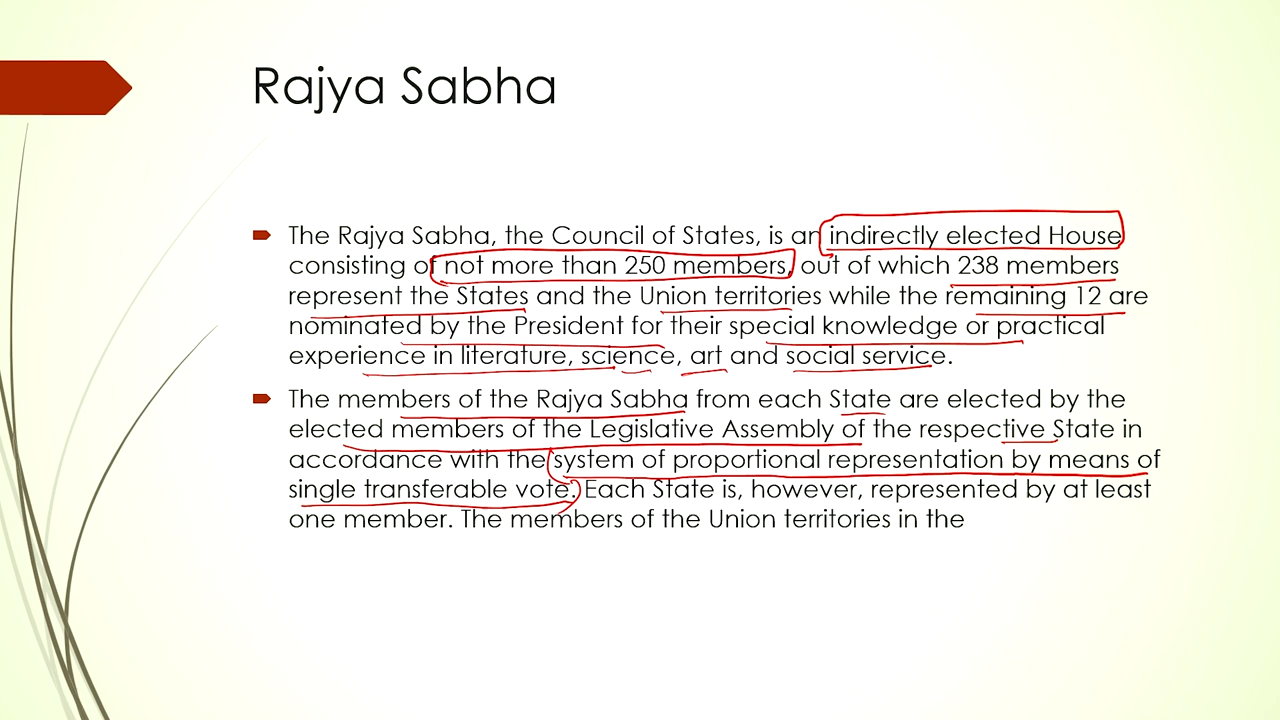 Rajya Sabha
The Rajya Sabha, the Council of States, is an indirectly elected House
consisting of not more than 250 members, out of which 238 members
represent the States and the Union territories while the remaining 12 are
nominated by the President for their special knowledge or practical
experience in literature, science, art and social service.
The members of the Rajya Sabha from each State are elected by the
elected members of the Legislative Assembly of the respective State in
accordance with the system of proportional representation by means of
single transferable vote. Each State is, however, represented by at least
one member. The members of the Union territories in the